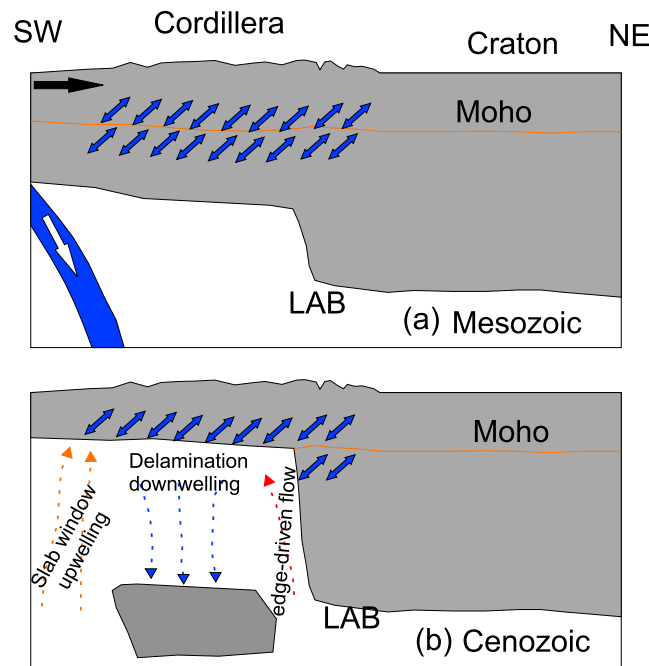 SW
Cordillera
Craton
NE
Moho
LAB
(a) Mesozoic
Moho
Delamination
downwelling
Slab window
upwelling
edge-driven flow
LAB
(b) Cenozoic